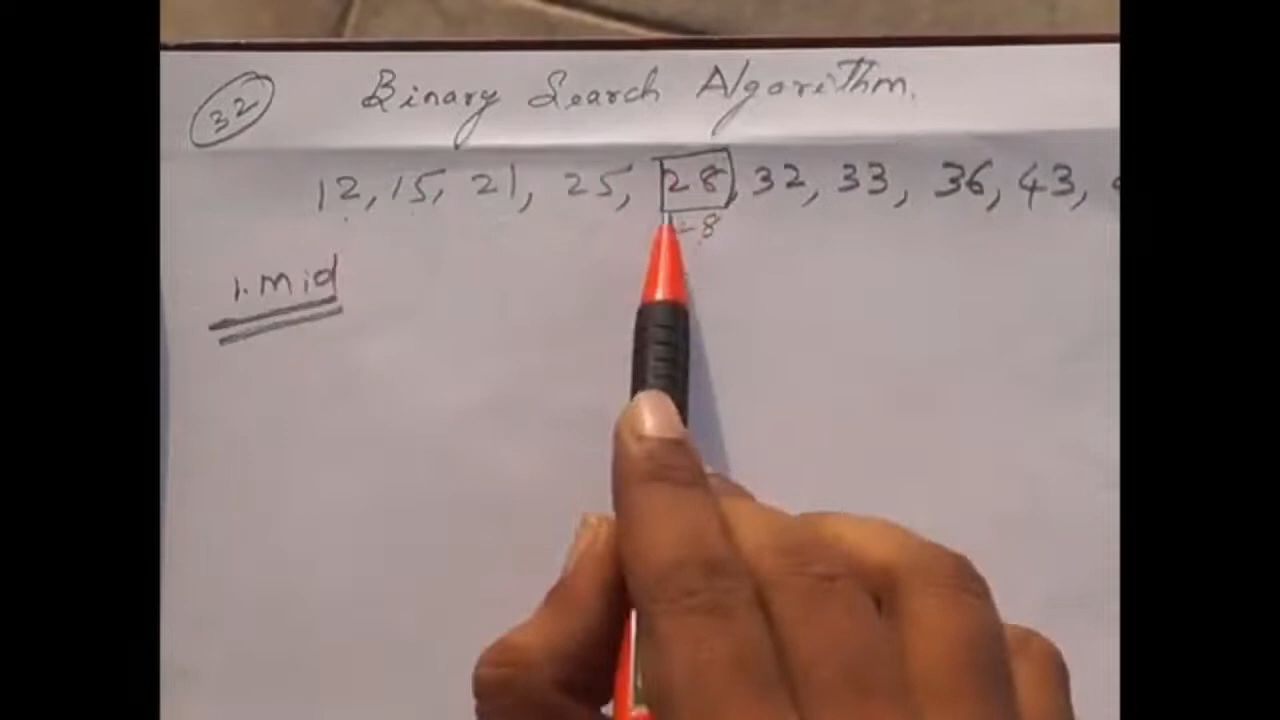 32
Binary Search Algorithm.
12, 15, 21, 25, 28, 32, 33, 36, 43,
1. mid